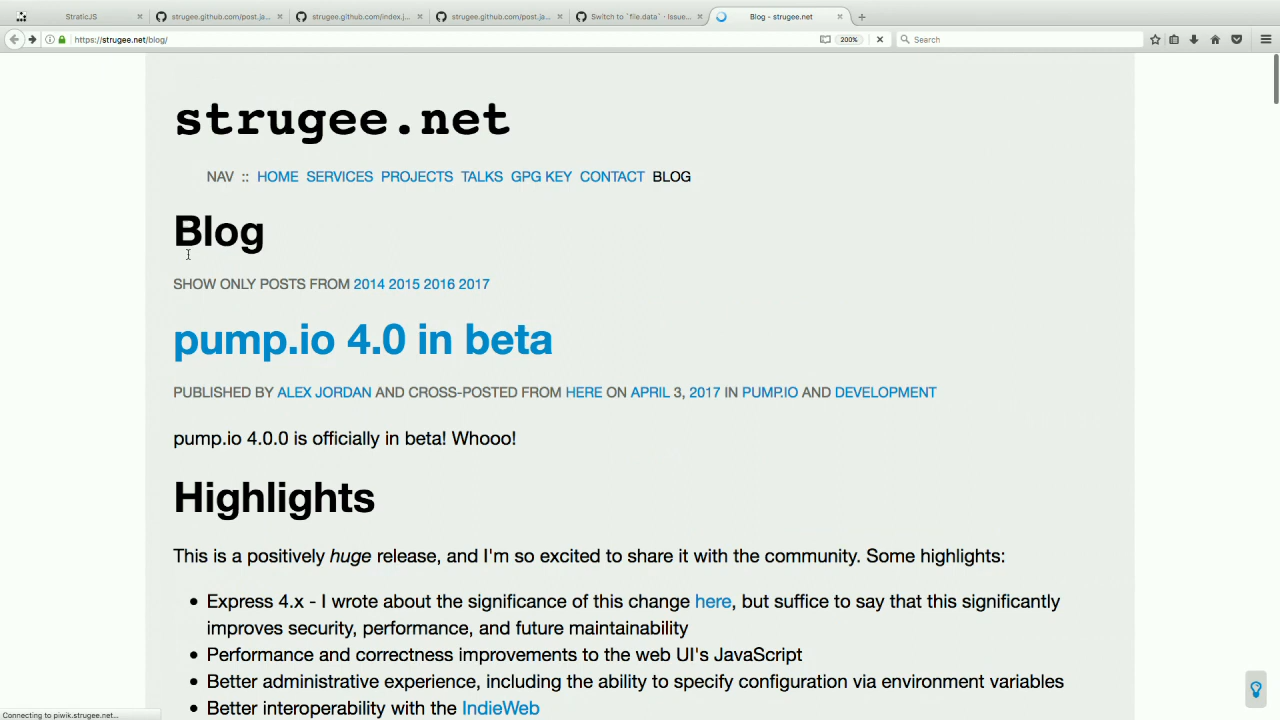 StraticJS
strugee.github.com/post.ja...
strugee.github.com/index.j...
strugee.github.com/post.ja...
Switch to `file.data` · Issue...
Blog - strugee.net
https://strugee.net/blog/
200%
Search
strugee.net
NAV :: HOME SERVICES PROJECTS TALKS GPG KEY CONTACT BLOG
Blog
SHOW ONLY POSTS FROM 2014 2015 2016 2017
pump.io 4.0 in beta
PUBLISHED BY ALEX JORDAN AND CROSS-POSTED FROM HERE ON APRIL 3, 2017 IN PUMP.IO AND DEVELOPMENT
pump.io 4.0.0 is officially in beta! Whooo!
Highlights
This is a positively huge release, and I'm so excited to share it with the community. Some highlights:
• Express 4.x - I wrote about the significance of this change here, but suffice to say that this significantly
improves security, performance, and future maintainability
• Performance and correctness improvements to the web UI's JavaScript
• Better administrative experience, including the ability to specify configuration via environment variables
• Better interoperability with the IndieWeb
Connecting to piwik.strugee.net...